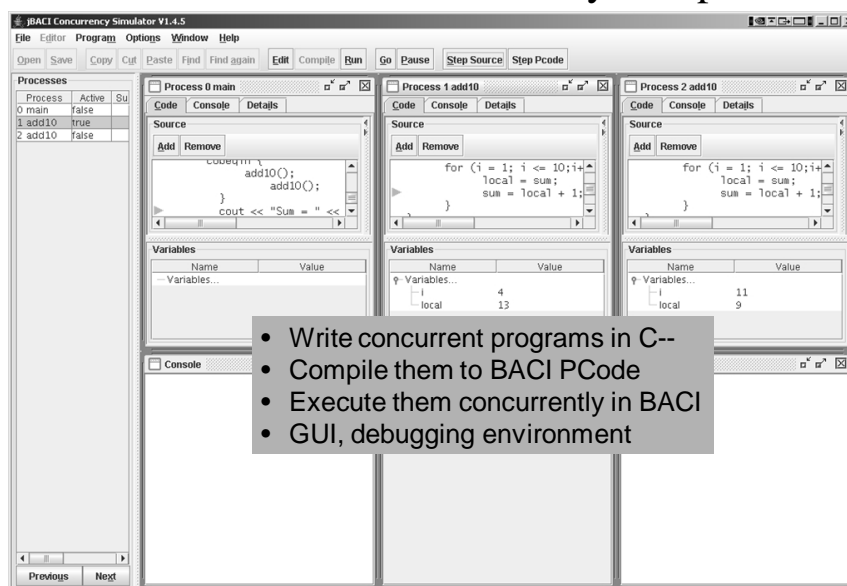 jBACI Concurrency Simulator V1.4.5
File Editor Program Options Window Help
Open Save Copy Cut Paste Find Find again Edit Compile Run Go Pause Step Source Step Pcode
Processes
Process Active Su
0 main false
1 add10 true
2 add10 false
Previous Next
Process 0 main
Code Console Details
Source
Add Remove
cobegin {
add10();
add10();
}
cout << "Sum = " <<
Variables
Name Value
Variables...
Process 1 add10
Code Console Details
Source
Add Remove
for (i = 1; i <= 10;i+
local = sum;
sum = local + 1;
}
}
Variables
Name Value
Variables...
i 4
local 13
Process 2 add10
Code Console Details
Source
Add Remove
for (i = 1; i <= 10;i+
local = sum;
sum = local + 1;
}
}
Variables
Name Value
Variables...
i 11
local 9
• Write concurrent programs in C--
• Compile them to BACI PCode
• Execute them concurrently in BACI
• GUI, debugging environment
Console